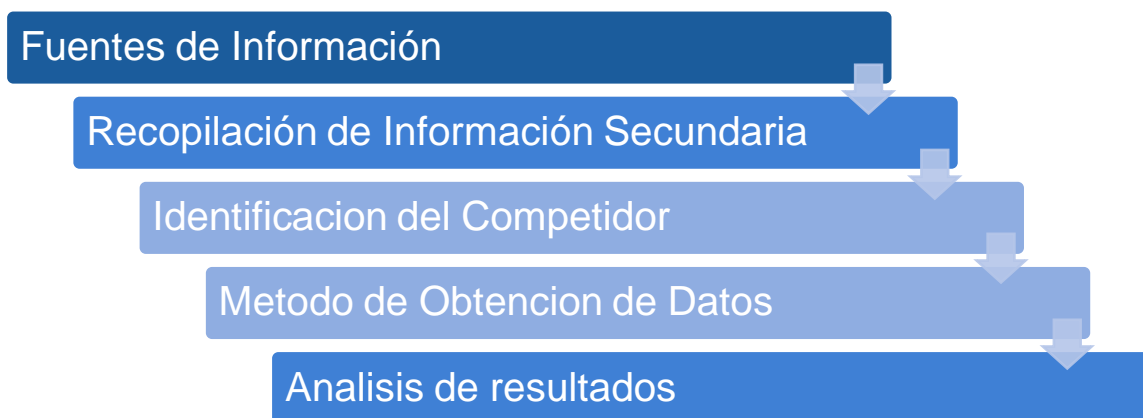 Fuentes de Información
Recopilación de Información Secundaria
Identificacion del Competidor
Metodo de Obtencion de Datos
Analisis de resultados